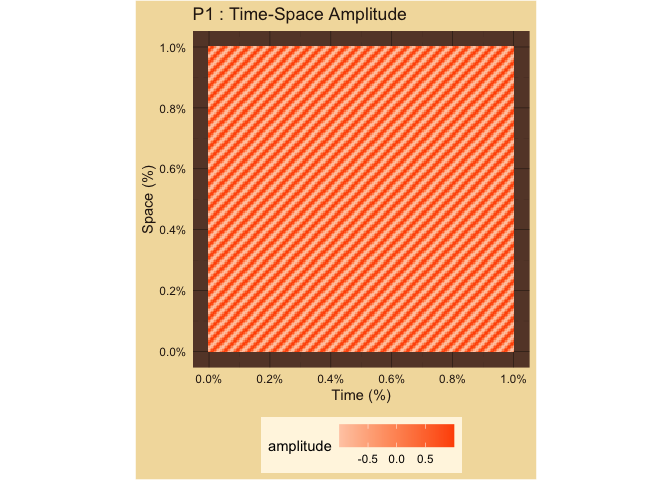 P1 : Time-Space Amplitude
Space (%)
1.0%
0.8%
0.6%
0.4%
0.2%
0.0%
0.0% 0.2% 0.4% 0.6% 0.8% 1.0%
Time (%)
amplitude
-0.5 0.0 0.5